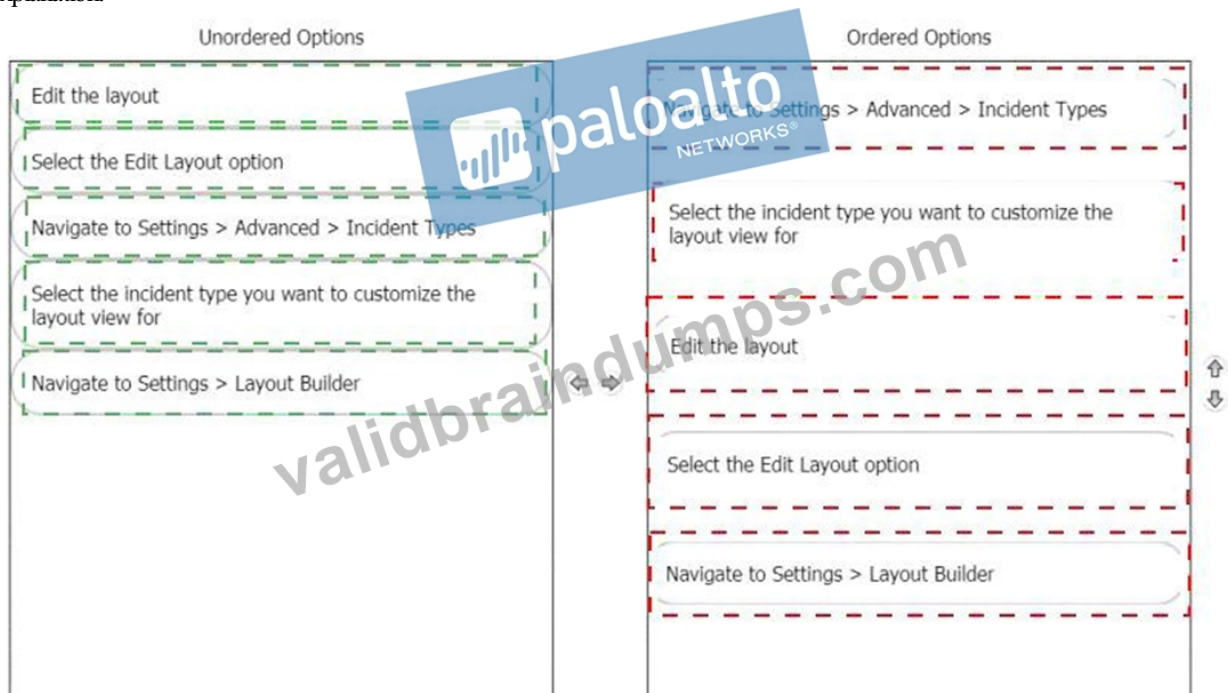 Unordered Options
Edit the layout
Select the Edit Layout option
Navigate to Settings > Advanced > Incident Types
Select the incident type you want to customize the
layout view for
Navigate to Settings > Layout Builder
Ordered Options
Navigate to Settings > Advanced > Incident Types
Select the incident type you want to customize the
layout view for
Edit the layout
Select the Edit Layout option
Navigate to Settings > Layout Builder
paloalto
NETWORKS®
validbraindumps.com